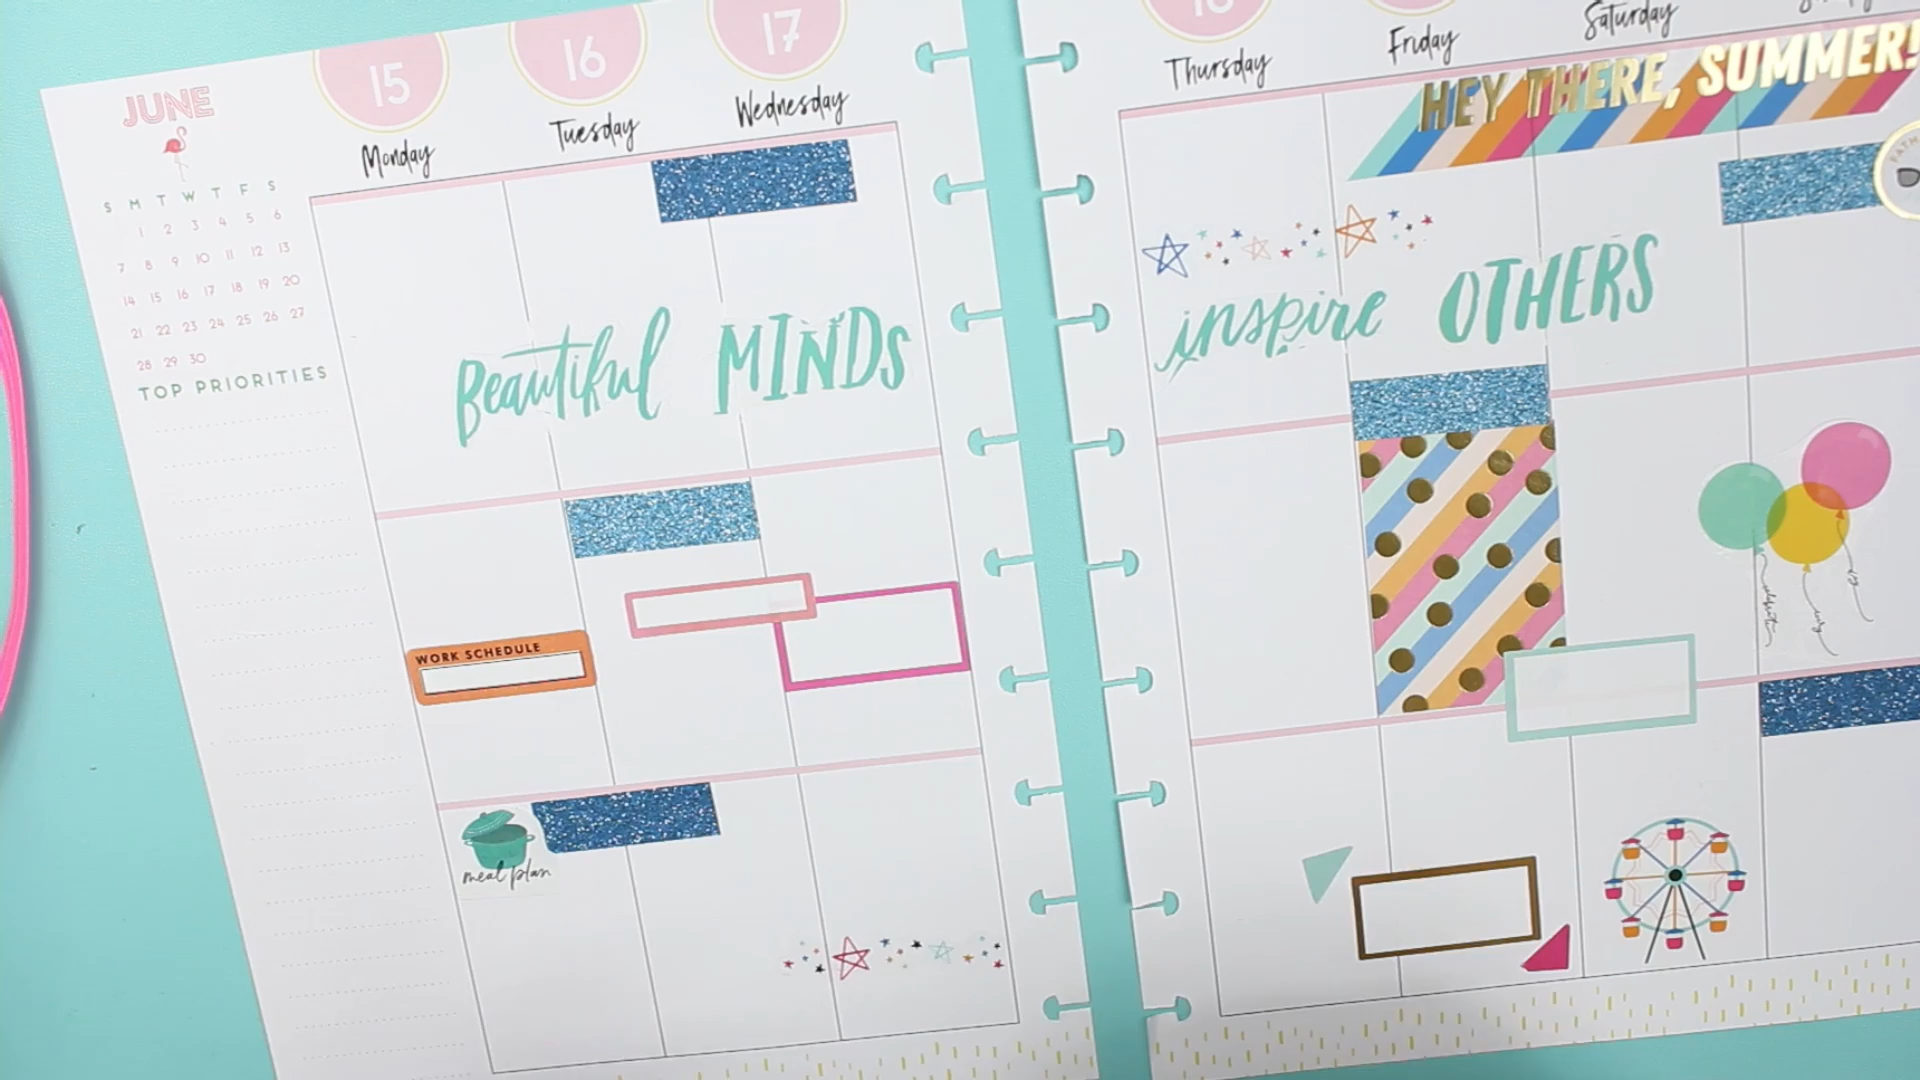 JUNE
S M T W T F S
1 2 3 4 5 6
7 8 9 10 11 12 13
14 15 16 17 18 19 20
21 22 23 24 25 26 27
28 29 30
TOP PRIORITIES
15
Monday
16
Tuesday
17
Wednesday
Thursday
Friday
Saturday
HEY THERE, SUMMER!
Beautiful MINDS
inspire OTHERS
WORK SCHEDULE
meal plan